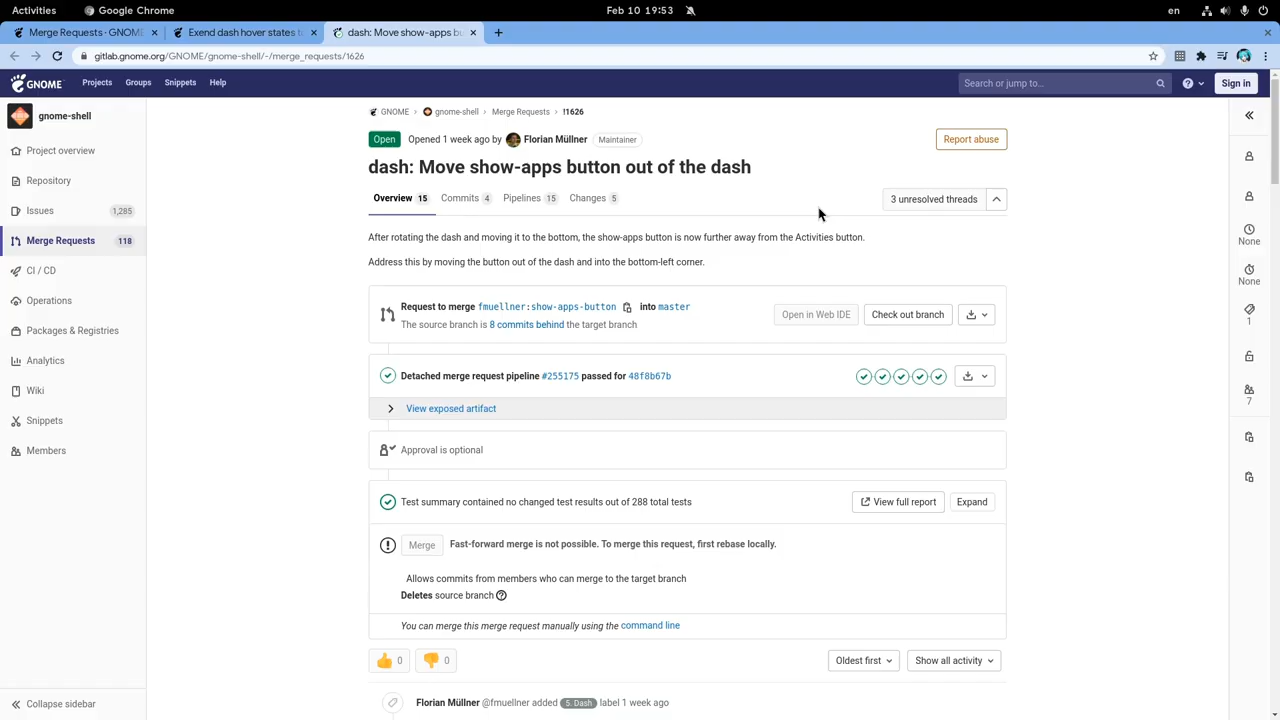 Activities Google Chrome Feb 10 19:53 en
Merge Requests · GNOME Exend dash hover states t dash: Move show-apps bu
gitlab.gnome.org/GNOME/gnome-shell/-/merge_requests/1626
GNOME Projects Groups Snippets Help Search or jump to... Sign in
gnome-shell
Project overview
Repository
Issues 1,285
Merge Requests 118
CI / CD
Operations
Packages & Registries
Analytics
Wiki
Snippets
Members
Collapse sidebar
GNOME › gnome-shell › Merge Requests › !1626
Open Opened 1 week ago by Florian Müllner Maintainer Report abuse
dash: Move show-apps button out of the dash
Overview 15 Commits 4 Pipelines 15 Changes 5 3 unresolved threads
After rotating the dash and moving it to the bottom, the show-apps button is now further away from the Activities button.
Address this by moving the button out of the dash and into the bottom-left corner.
Request to merge fmuellner:show-apps-button into master Open in Web IDE Check out branch
The source branch is 8 commits behind the target branch
Detached merge request pipeline #255175 passed for 48f8b67b
View exposed artifact
Approval is optional
Test summary contained no changed test results out of 288 total tests View full report Expand
Merge Fast-forward merge is not possible. To merge this request, first rebase locally.
Allows commits from members who can merge to the target branch
Deletes source branch
You can merge this merge request manually using the command line
👍 0 👎 0 Oldest first Show all activity
Florian Müllner @fmuellner added 5. Dash label 1 week ago
None
None
1
7